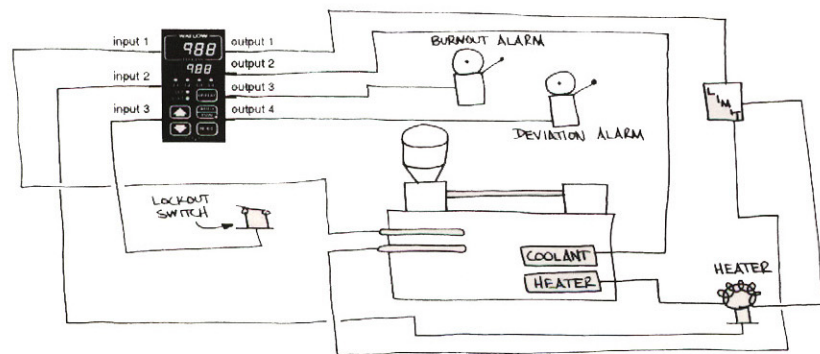 WATLOW
988
988
input 1
input 2
input 3
output 1
output 2
output 3
output 4
BURNOUT ALARM
DEVIATION ALARM
LIMIT
LOCKOUT
SWITCH
COOLANT
HEATER
HEATER